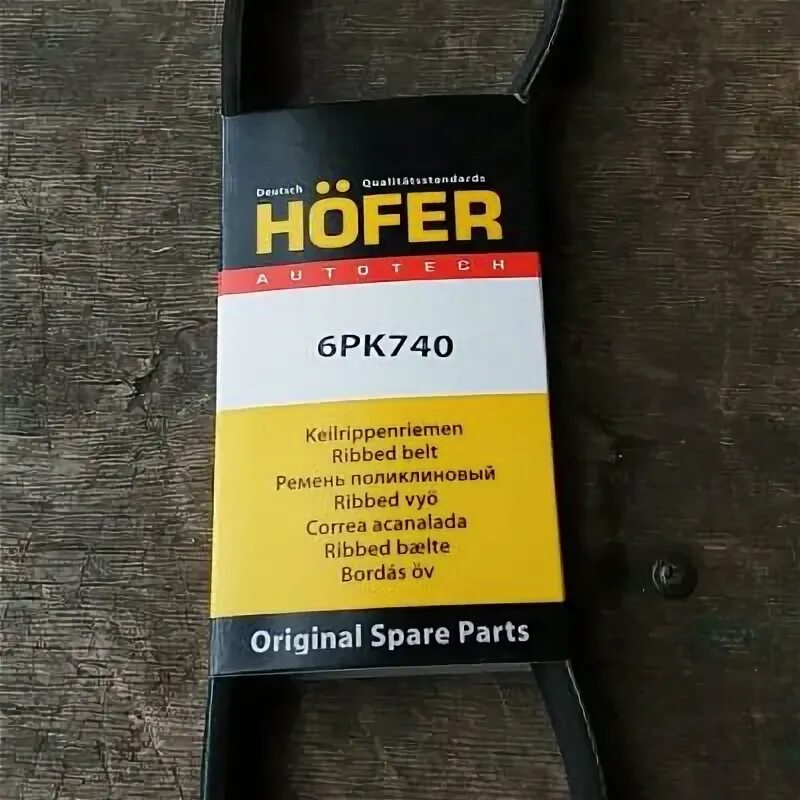 Deutsch Qualitätsstandards
HÖFER
AUTOTECH
6PK740
Keilrippenriemen
Ribbed belt
Ремень поликлиновый
Ribbed vyö
Correa acanalada
Ribbed bælte
Bordás öv
Original Spare Parts